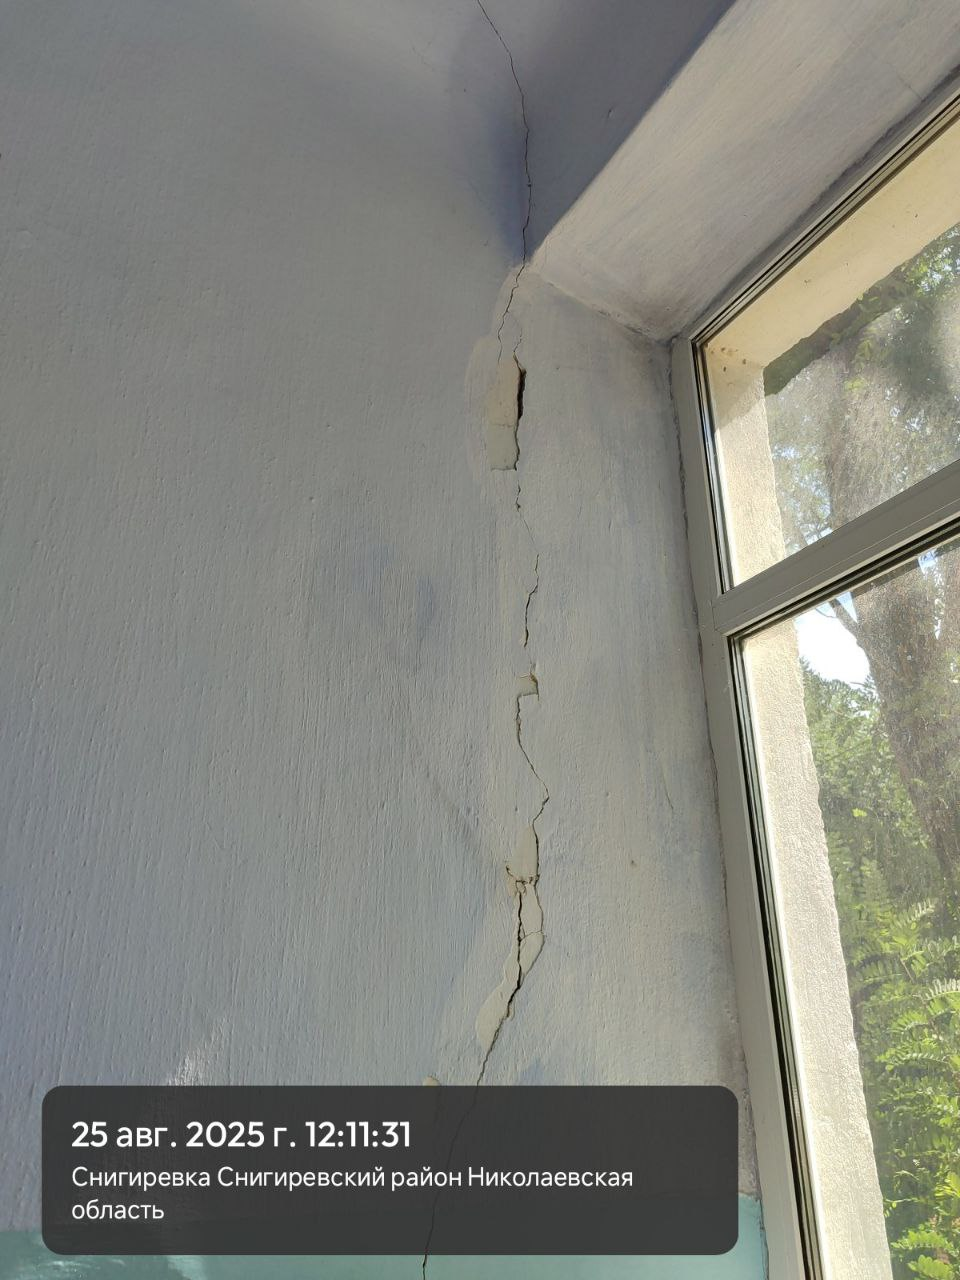 25 авг. 2025 г. 12:11:31
Снигиревка Снигиревский район Николаевская
область